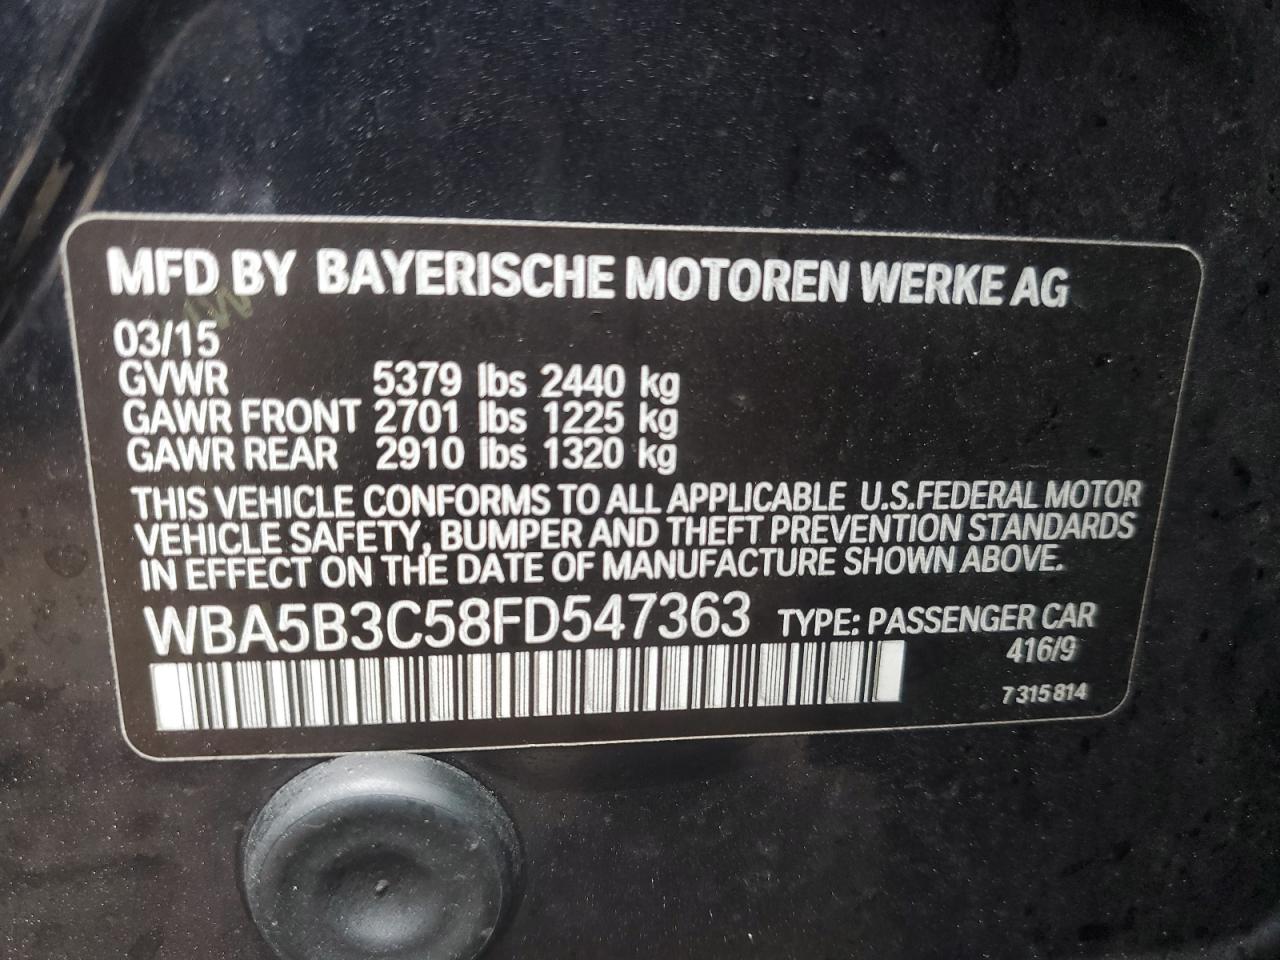 MFD BY BAYERISCHE MOTOREN WERKE AG
03/15
GVWR 5379 lbs 2440 kg
GAWR FRONT 2701 lbs 1225 kg
GAWR REAR 2910 lbs 1320 kg
THIS VEHICLE CONFORMS TO ALL APPLICABLE U.S.FEDERAL MOTOR
VEHICLE SAFETY, BUMPER AND THEFT PREVENTION STANDARDS
IN EFFECT ON THE DATE OF MANUFACTURE SHOWN ABOVE.
WBA5B3C58FD547363 TYPE: PASSENGER CAR
416/9
7 315 814